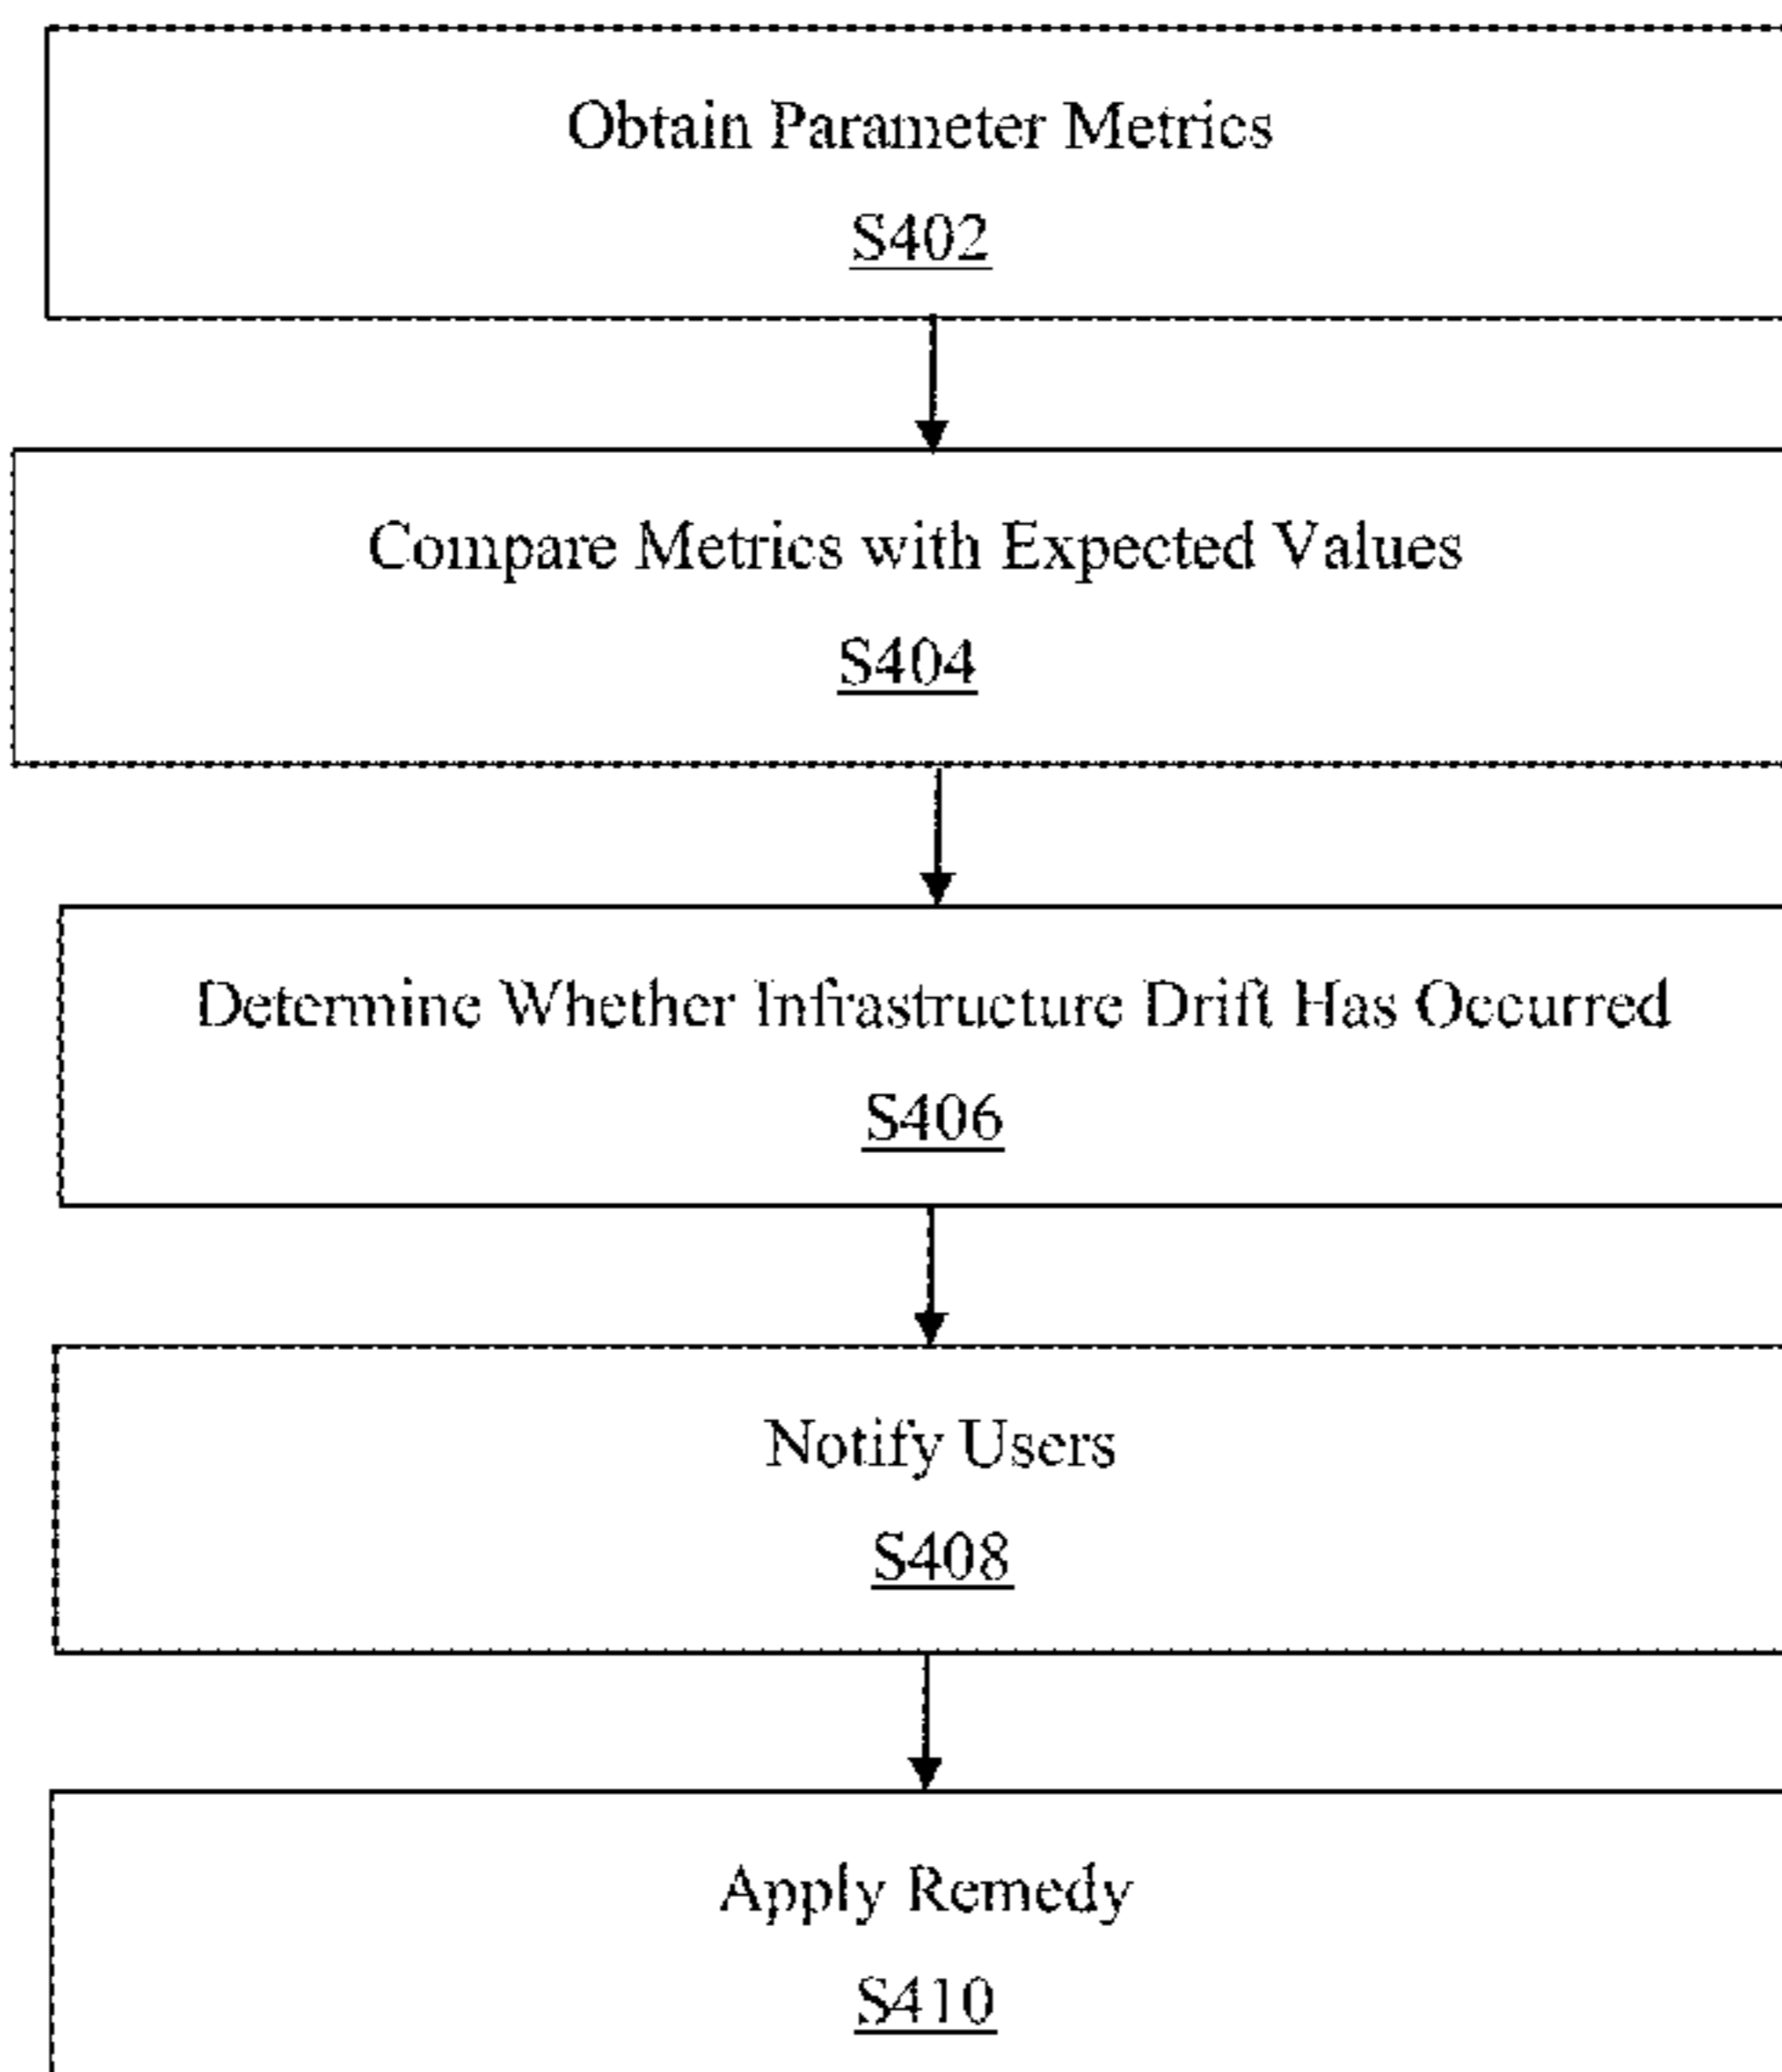 Obtain Parameter Metrics
S402
Compare Metrics with Expected Values
S404
Determine Whether Infrastructure Drift Has Occurred
S406
Notify Users
S408
Apply Remedy
S410